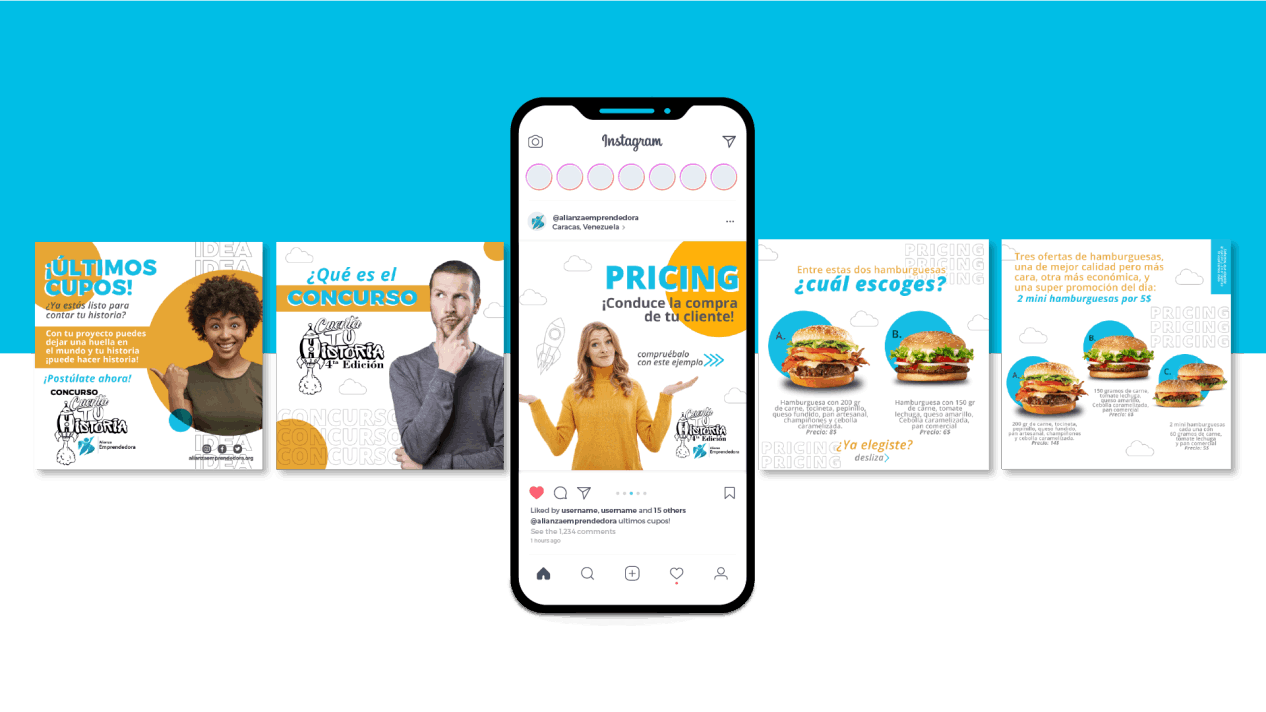 IDEA
IDEA
¡ÚLTIMOS
CUPOS!
¿Ya estás listo para
contar tu historia?
Con tu proyecto puedes
dejar una huella en
el mundo y tu historia
¡puede hacer historia!
¡Postúlate ahora!
CONCURSO
Cuenta
TU
HISTORIA
Alianza
Emprendedora
IDEA
alianzaemprendedora.org
¿Qué es el
CONCURSO
Cuenta
TU
HISTORIA
4ta Edición
CONCURSO
CONCURSO
CONCURSO
Instagram
@alianzaemprendedora
Caracas, Venezuela >
PRICING
¡Conduce la compra
de tu cliente!
compruébalo
con este ejemplo
Cuenta
TU
HISTORIA
4ta Edición
Alianza
Emprendedora
Liked by username, username and 15 others
@alianzaemprendedora ultimos cupos!
See the 1,234 comments
1 hours ago
PRICING
PRICING
PRICING
Entre estas dos hamburguesas
¿cuál escoges?
A.
B.
Hamburguesa con 200 gr
de carne, tocineta, pepinillo,
queso fundido, pan artesanal,
champiñones y cebolla
caramelizada.
Precio: 8$
Hamburguesa con 150 gr
de carne, tomate
lechuga, queso amarillo,
Cebolla caramelizada,
pan comercial
Precio: 6$
PRICING
PRICING
¿Ya elegiste?
desliza
Tres ofertas de hamburguesas,
una de mejor calidad pero más
cara, otra más económica, y
una super promoción del día:
2 mini hamburguesas por 5$
PRICING
PRICING
PRICING
A.
B.
C.
200 gr de carne, tocineta,
pepinillo, queso fundido,
pan artesanal, champiñones
y cebolla caramelizada.
150 gramos de carne,
tomate lechuga,
queso amarillo,
Cebolla caramelizada,
pan comercial
2 mini hamburguesas
cada una con
60 gramos de carne,
tomate lechuga
y pan comercial
Precio: 5$